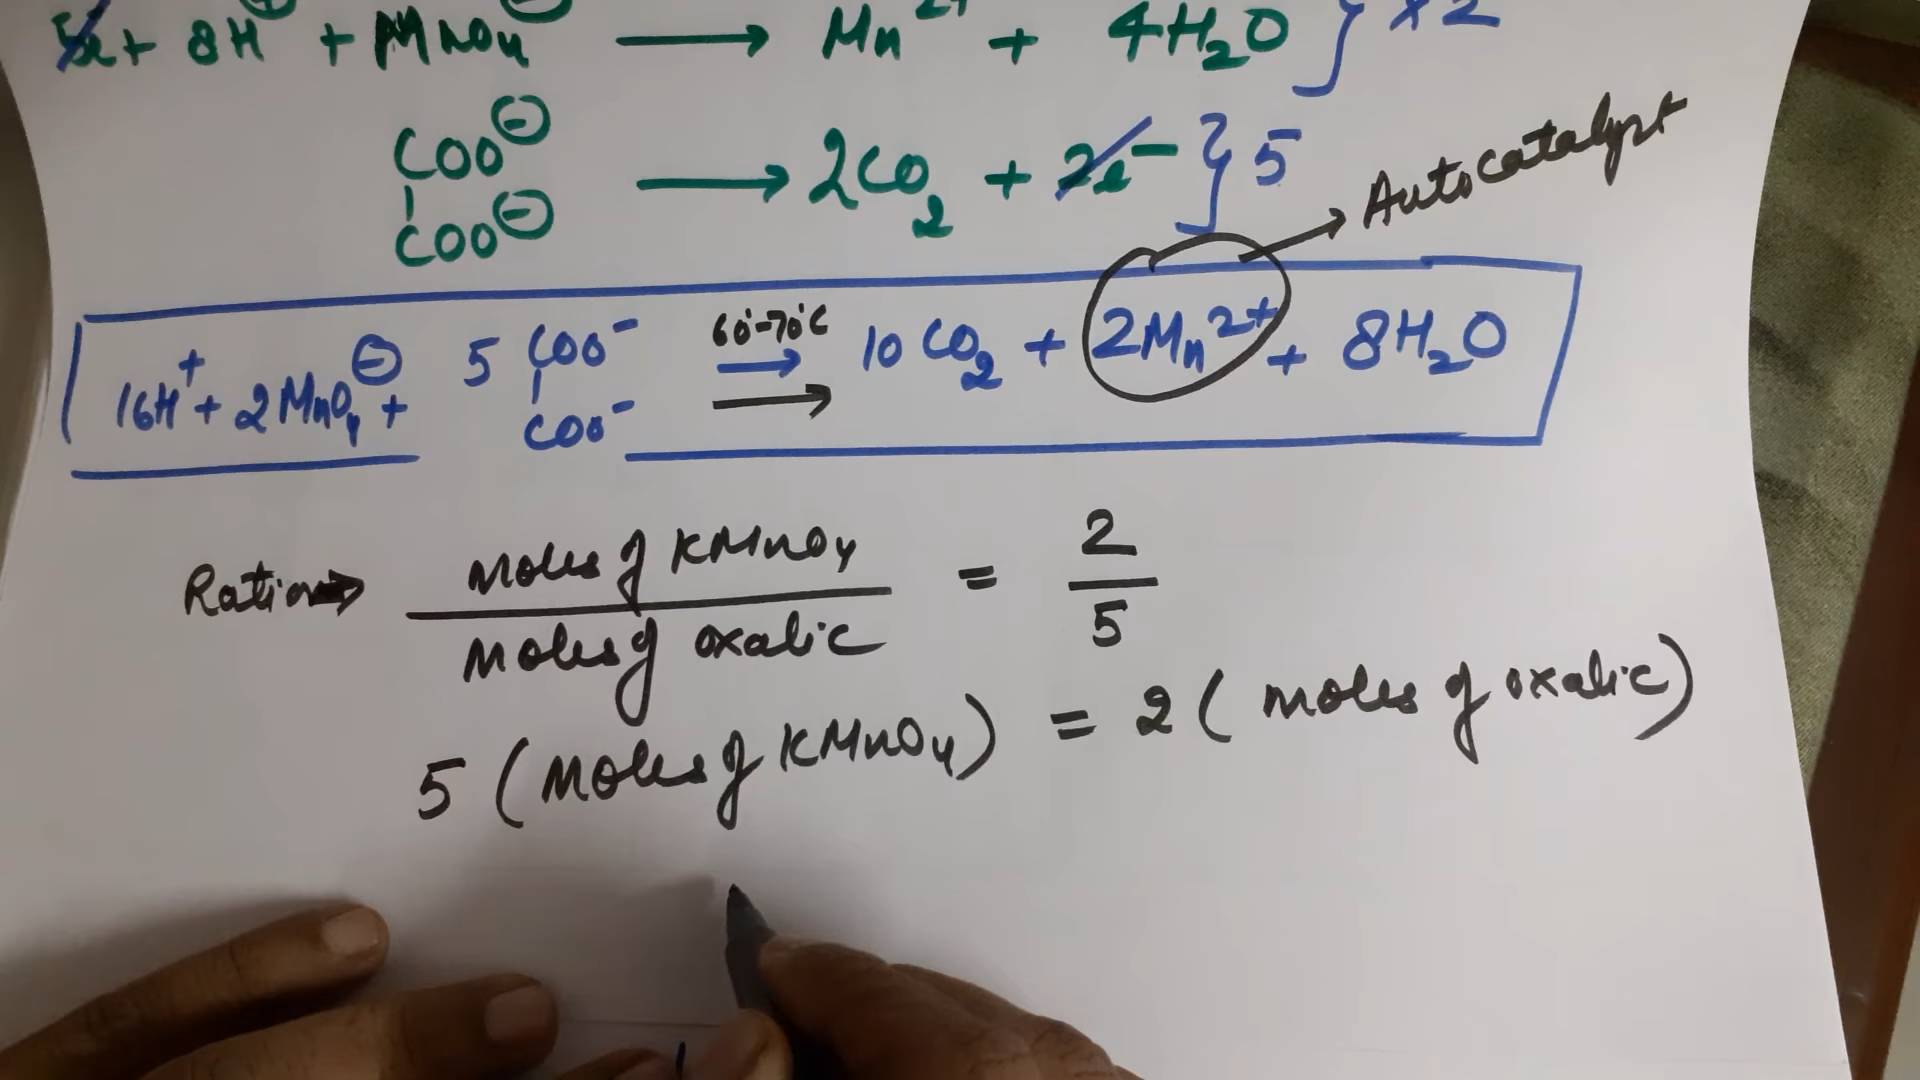 5e + 8H⊕ + MnO4⊖ ⟶ Mn2+ + 4H2O } x 2
COO⊖
COO⊖
⟶ 2CO2 + 2e− } 5
Autocatalyst
16H+ + 2MnO4⊖ + 5 COO− COO− 60°-70°C ⟶ 10CO2 + 2Mn2+ + 8H2O
Ratio → moles of KMnO4 / moles of oxalic = 2/5
5 (moles of KMnO4) = 2 (moles of oxalic)